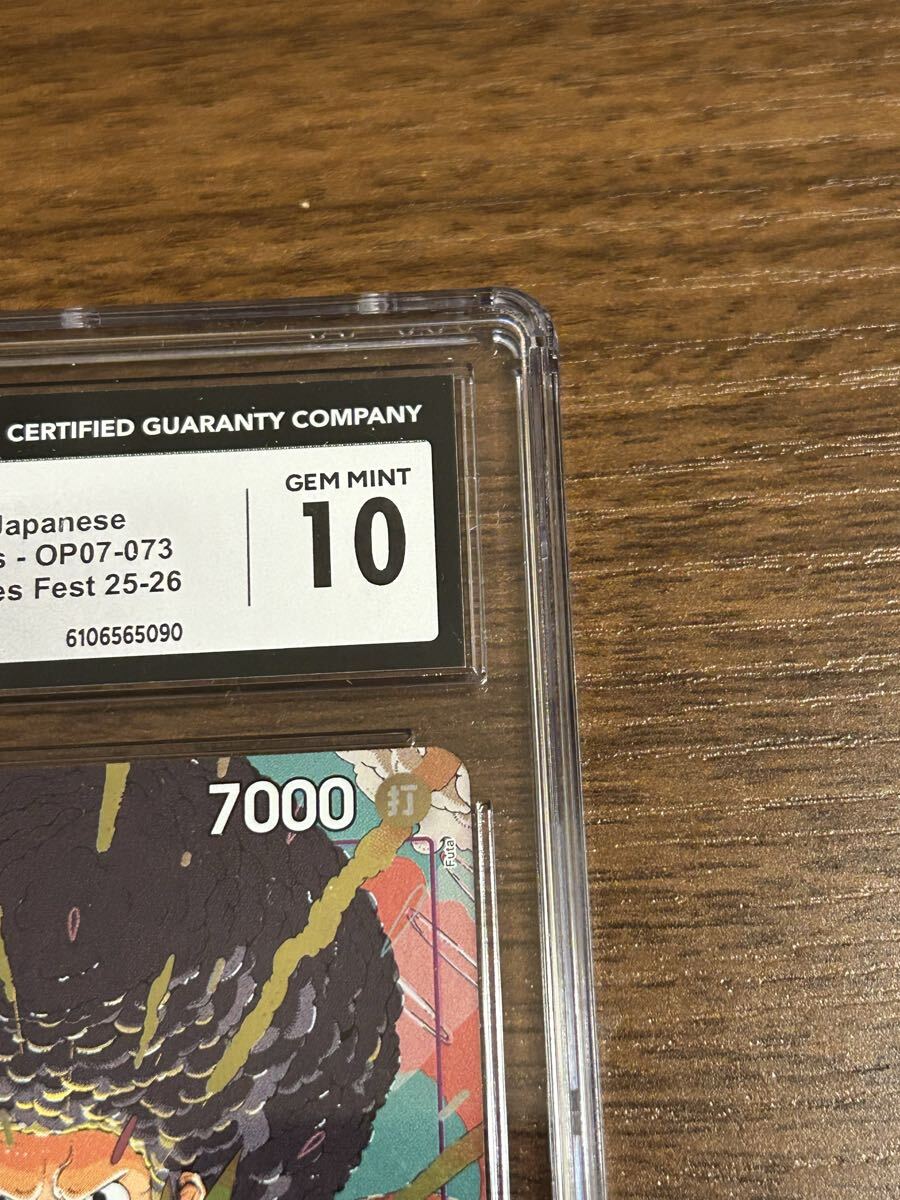 CERTIFIED GUARANTY COMPANY
GEM MINT
10
Japanese
s - OP07-073
es Fest 25-26
6106565090
7000 打
Futa